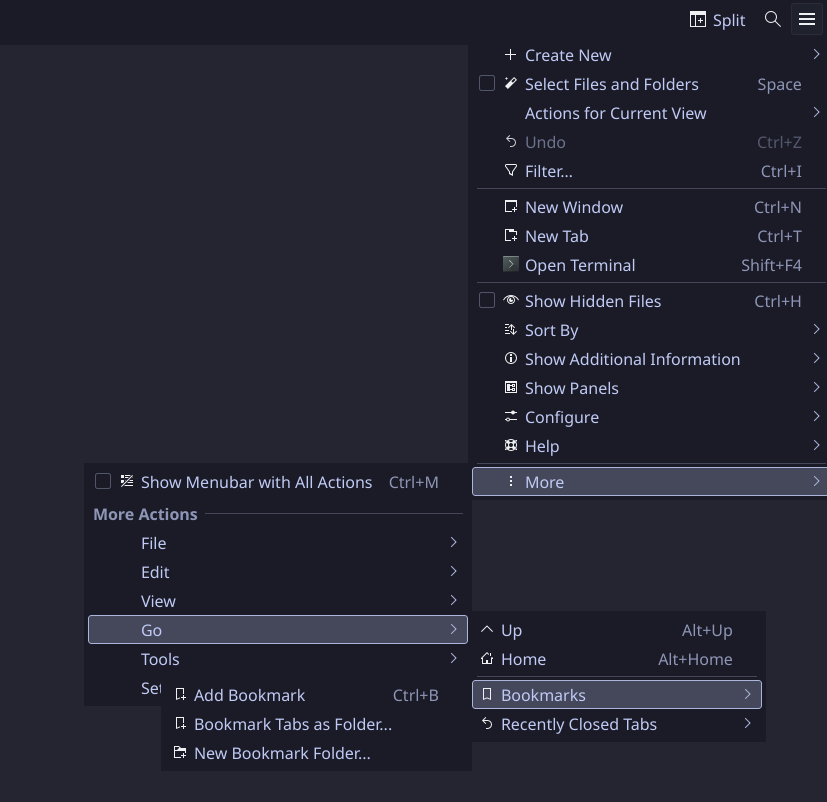 Split
Create New
Select Files and Folders Space
Actions for Current View
Undo Ctrl+Z
Filter... Ctrl+I
New Window Ctrl+N
New Tab Ctrl+T
Open Terminal Shift+F4
Show Hidden Files Ctrl+H
Sort By
Show Additional Information
Show Panels
Configure
Help
More
Show Menubar with All Actions Ctrl+M
More Actions
File
Edit
View
Go
Tools
Set
Up Alt+Up
Home Alt+Home
Bookmarks
Recently Closed Tabs
Add Bookmark Ctrl+B
Bookmark Tabs as Folder...
New Bookmark Folder...